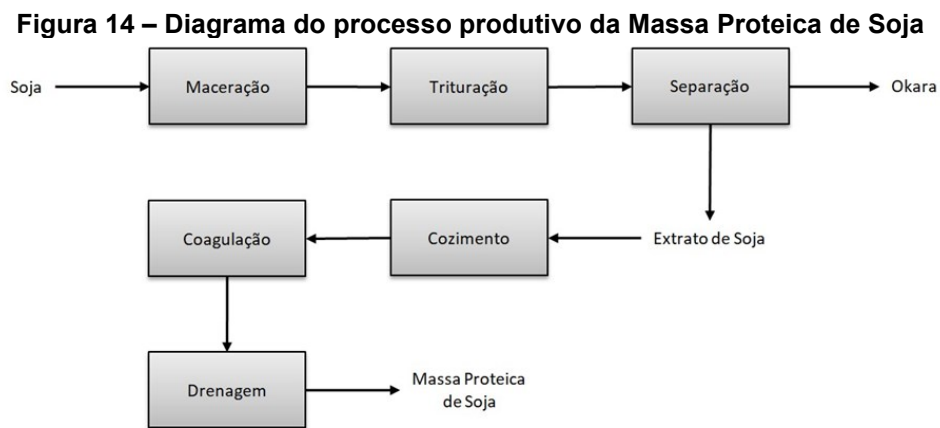 Figura 14 – Diagrama do processo produtivo da Massa Proteica de Soja
Soja
Maceração
Trituração
Separação
Okara
Extrato de Soja
Cozimento
Coagulação
Drenagem
Massa Proteica
de Soja